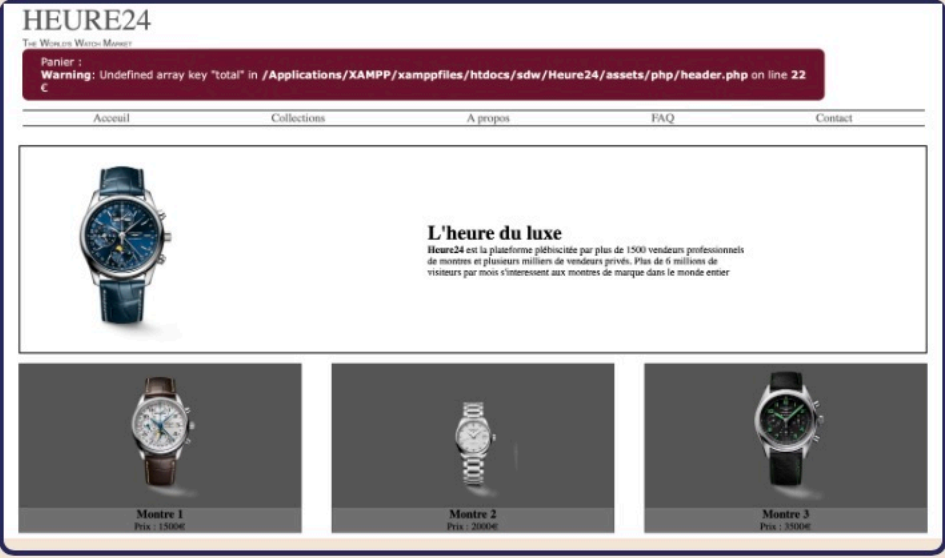 HEURE24
The World's Watch Market
Panier :
Warning: Undefined array key "total" in /Applications/XAMPP/xamppfiles/htdocs/sdw/Heure24/assets/php/header.php on line 22
€
Acceuil Collections A propos FAQ Contact
L'heure du luxe
Heure24 est la plateforme plébiscitée par plus de 1500 vendeurs professionnels
de montres et plusieurs milliers de vendeurs privés. Plus de 6 millions de
visiteurs par mois s'interessent aux montres de marque dans le monde entier
Montre 1 Montre 2 Montre 3
Prix : 1500€ Prix : 2000€ Prix : 3500€